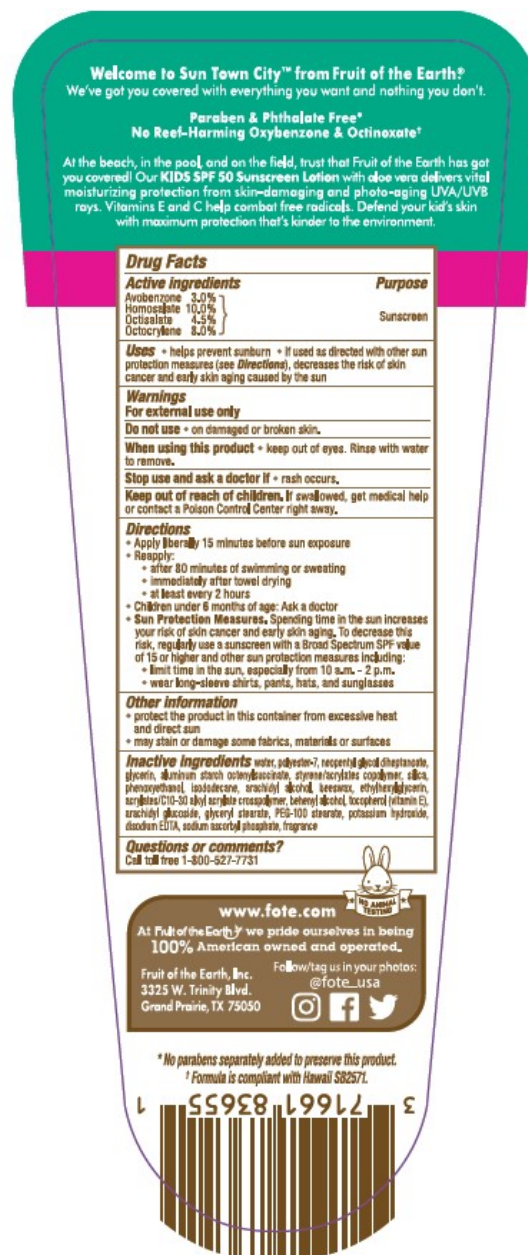 Welcome to Sun Town City™ from Fruit of the Earth®
We've got you covered with everything you want and nothing you don't.
Paraben & Phthalate Free*
No Reef-Harming Oxybenzone & Octinoxate†
At the beach, in the pool, and on the field, trust that Fruit of the Earth has got
you covered! Our KIDS SPF 50 Sunscreen Lotion with aloe vera delivers vital
moisturizing protection from skin-damaging and photo-aging UVA/UVB
rays. Vitamins E and C help combat free radicals. Defend your kid's skin
with maximum protection that's kinder to the environment.
Drug Facts
Active ingredients Purpose
Avobenzone 3.0%
Homosalate 10.0%
Octisalate 4.5%
Octocrylene 8.0%
Sunscreen
Uses • helps prevent sunburn • If used as directed with other sun
protection measures (see Directions), decreases the risk of skin
cancer and early skin aging caused by the sun
Warnings
For external use only
Do not use • on damaged or broken skin.
When using this product • keep out of eyes. Rinse with water
to remove.
Stop use and ask a doctor if • rash occurs.
Keep out of reach of children. If swallowed, get medical help
or contact a Poison Control Center right away.
Directions
• Apply liberally 15 minutes before sun exposure
• Reapply:
• after 80 minutes of swimming or sweating
• immediately after towel drying
• at least every 2 hours
• Children under 6 months of age: Ask a doctor
• Sun Protection Measures. Spending time in the sun increases
your risk of skin cancer and early skin aging. To decrease this
risk, regularly use a sunscreen with a Broad Spectrum SPF value
of 15 or higher and other sun protection measures including:
• limit time in the sun, especially from 10 a.m. - 2 p.m.
• wear long-sleeve shirts, pants, hats, and sunglasses
Other information
• protect the product in this container from excessive heat
and direct sun
• may stain or damage some fabrics, materials or surfaces
Inactive ingredients water, polyester-7, neopentyl glycol diheptanoate,
glycerin, aluminum starch octenylsuccinate, styrene/acrylates copolymer, silica,
phenoxyethanol, isododecane, arachidyl alcohol, beeswax, ethylhexylglycerin,
acrylates/C10-30 alkyl acrylate crosspolymer, behenyl alcohol, tocopherol (vitamin E),
arachidyl glucoside, glyceryl stearate, PEG-100 stearate, potassium hydroxide,
disodium EDTA, sodium ascorbyl phosphate, fragrance
Questions or comments?
Call toll free 1-800-527-7731
NO ANIMAL
TESTING
www.fote.com
At Fruit of the Earth we pride ourselves in being
100% American owned and operated.
Fruit of the Earth, Inc.
3325 W. Trinity Blvd.
Grand Prairie, TX 75050
Follow/tag us in your photos:
@fote_usa
*No parabens separately added to preserve this product.
† Formula is compliant with Hawaii SB2571.
3 71661 83655 1